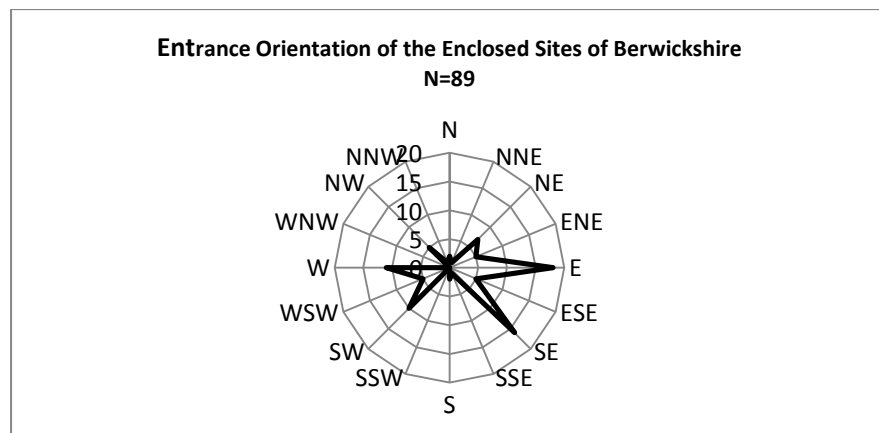 Entrance Orientation of the Enclosed Sites of Berwickshire
N=89
N
NNE
NE
ENE
E
ESE
SE
SSE
S
SSW
SW
WSW
W
WNW
NW
NNW
20
15
10
5
0